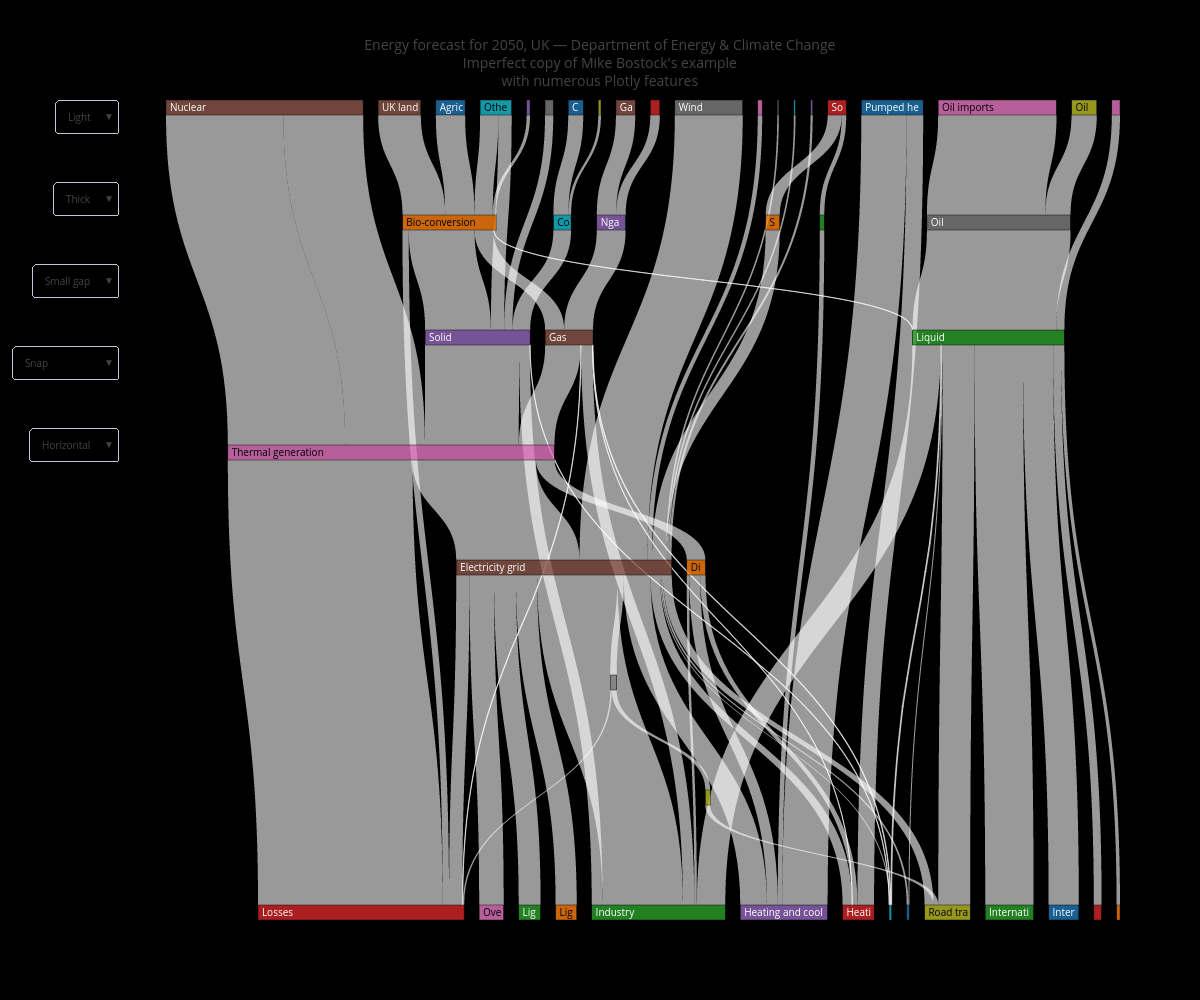 Energy forecast for 2050, UK — Department of Energy & Climate Change
Imperfect copy of Mike Bostock's example
with numerous Plotly features
Light
Thick
Small gap
Snap
Horizontal
Nuclear
UK land
Agric
Othe
C
Ga
Wind
So
Pumped he
Oil imports
Oil
Bio-conversion
Co
Nga
S
Oil
Solid
Gas
Liquid
Thermal generation
Electricity grid
Di
Losses
Ove
Lig
Lig
Industry
Heating and cool
Heati
Road tra
Internati
Inter